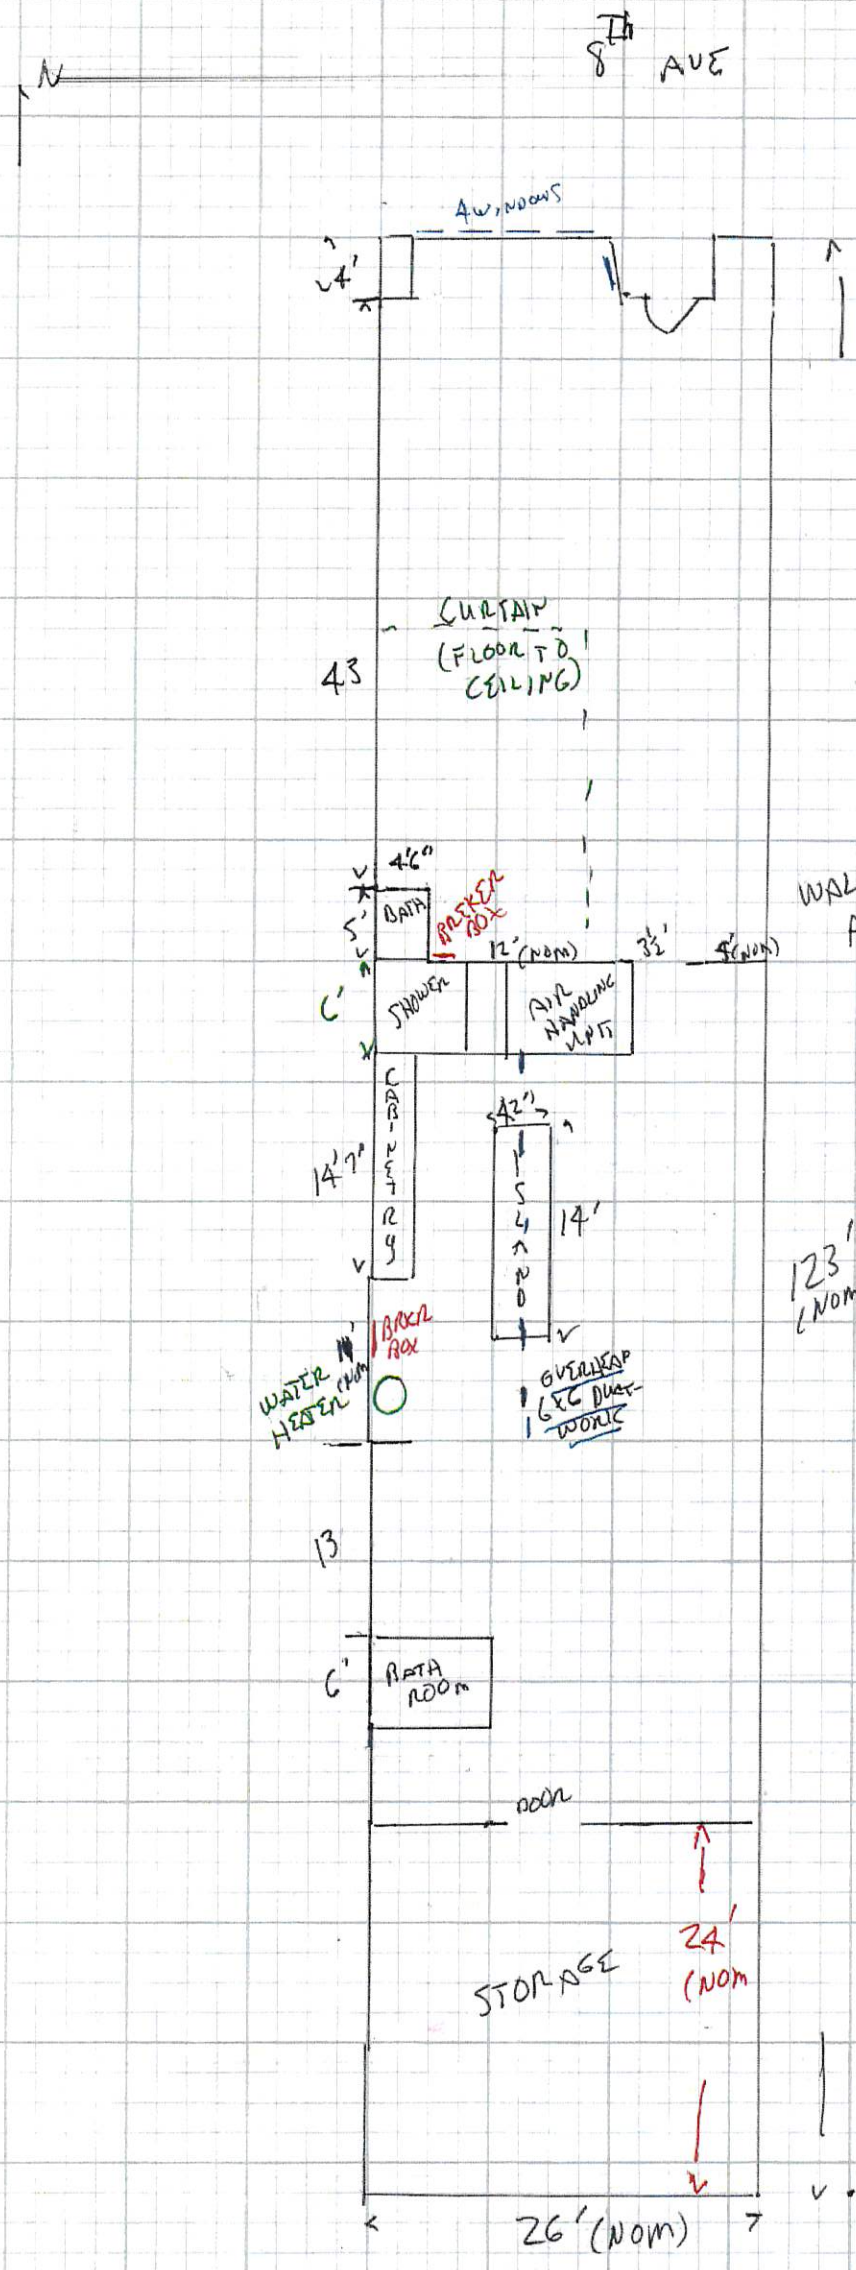 8th AVE
N
4 WINDOWS
4'
CURTAIN
(FLOOR TO
CEILING)
43
4'6"
BATH
5'
BREKER
BOX
WAL
12' (NOM)
3½'
(NOM)
6'
SHOWER
AIR
HANDLING
UNIT
CABINETRY
42"
14'7"
ISLAND
14'
123'
(NOM
BRKR
BOX
(NOM
WATER
HEATER
OVERHEAD
16x6 DUCT-
WORK
13
6'
BATH
ROOM
DOOR
24'
(NOM
STORAGE
26' (NOM)